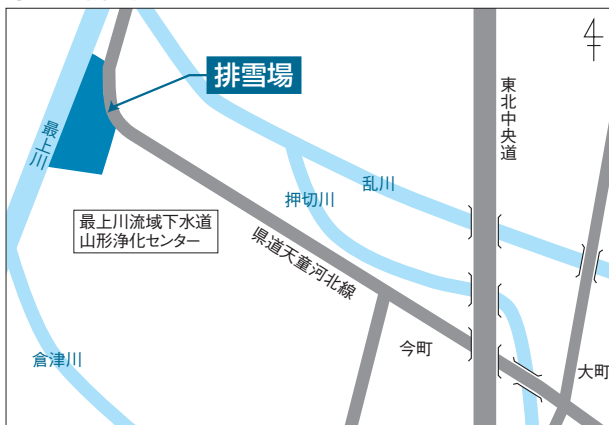 排雪場
東北中央道
最上川
乱川
押切川
最上川流域下水道
山形浄化センター
県道天童河北線
今町
大町
倉津川